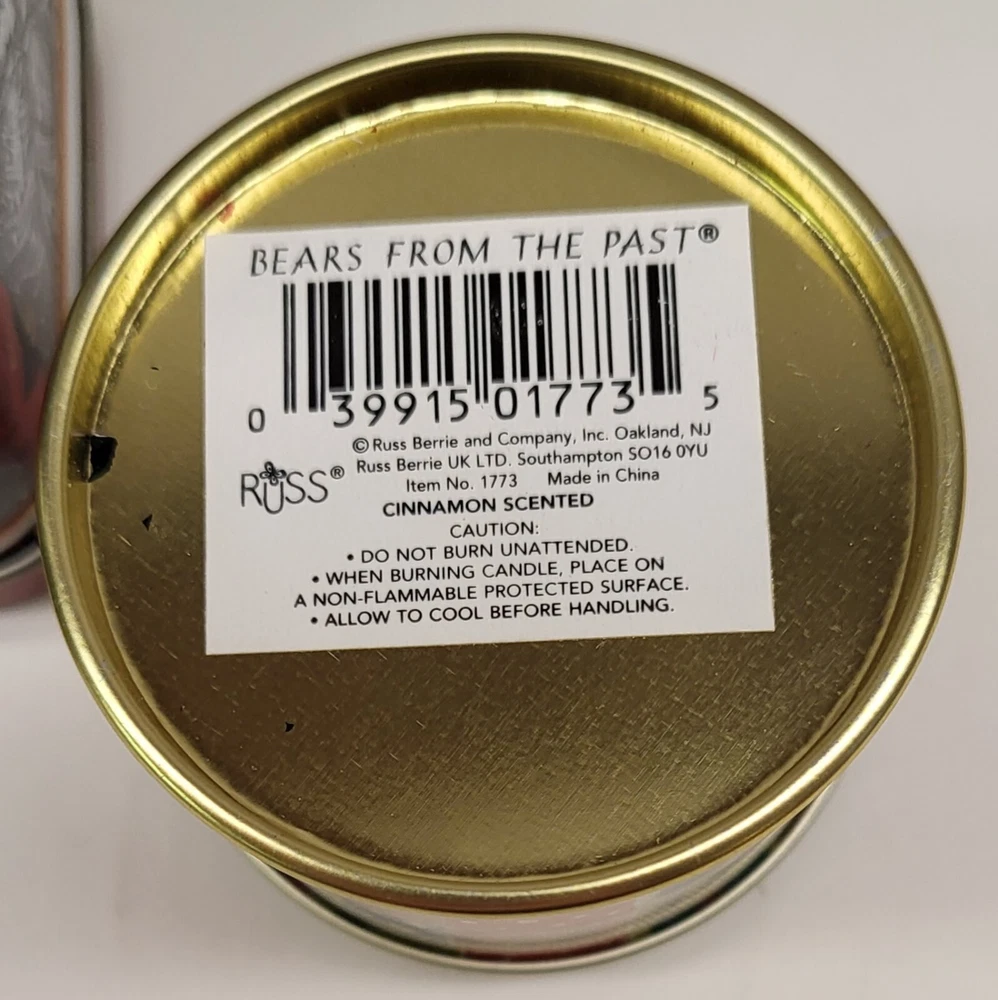 BEARS FROM THE PAST®
0 39915 01773 5
© Russ Berrie and Company, Inc. Oakland, NJ
RUSS® Russ Berrie UK LTD. Southampton SO16 0YU
Item No. 1773 Made in China
CINNAMON SCENTED
CAUTION:
• DO NOT BURN UNATTENDED.
• WHEN BURNING CANDLE, PLACE ON
A NON-FLAMMABLE PROTECTED SURFACE.
• ALLOW TO COOL BEFORE HANDLING.